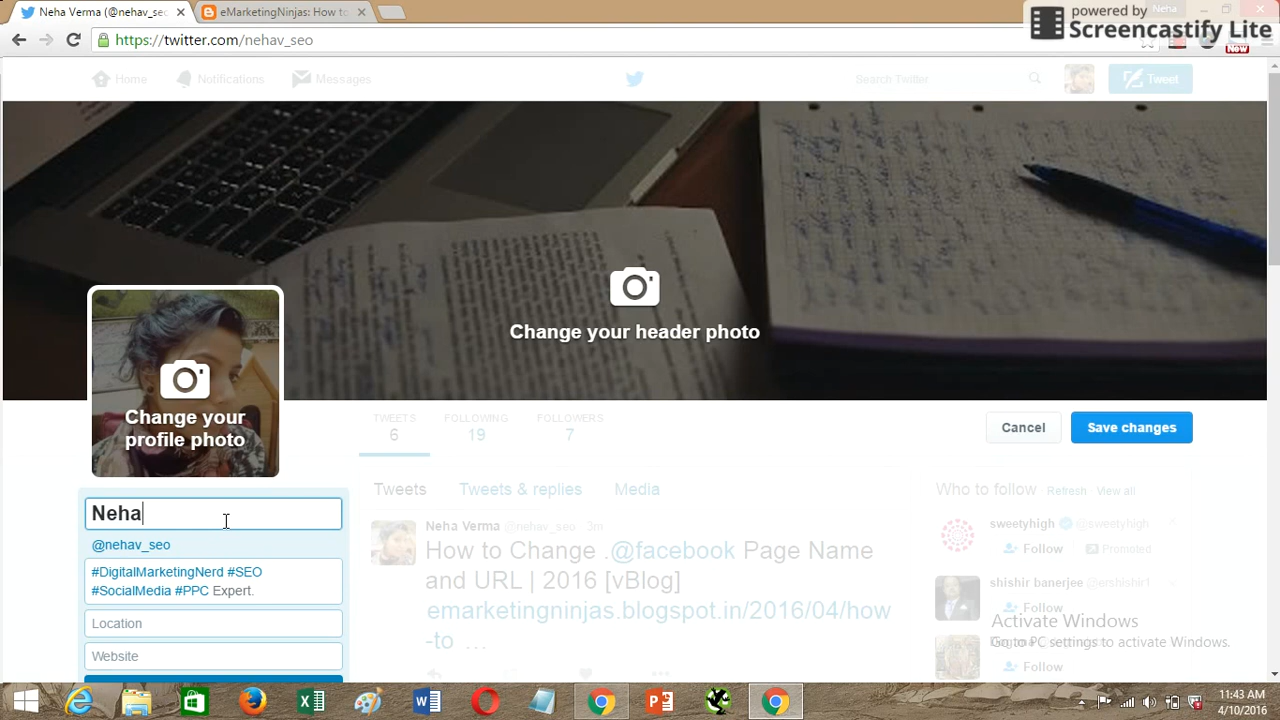 Neha Verma (@nehav_seo
eMarketingNinjas: How to
Neha
powered by
Screencastify Lite
https://twitter.com/nehav_seo
Now
Home
Notifications
Messages
Search Twitter
Tweet
Change your header photo
Change your
profile photo
TWEETS
6
FOLLOWING
19
FOLLOWERS
7
Cancel
Save changes
Neha
@nehav_seo
#DigitalMarketingNerd #SEO
#SocialMedia #PPC Expert.
Location
Website
Tweets
Tweets & replies
Media
Neha Verma @nehav_seo 3m
How to Change .@facebook Page Name
and URL | 2016 [vBlog]
emarketingninjas.blogspot.in/2016/04/how
-to …
Who to follow Refresh View all
sweetyhigh @sweetyhigh
Follow
Promoted
shishir banerjee @ershishir1
Follow
Activate Windows
Go to PC settings to activate Windows.
Follow
11:43 AM
4/10/2016